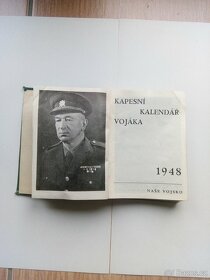 KAPESNÍ
KALENDÁŘ
VOJÁKA
1948
NAŠE VOJSKO